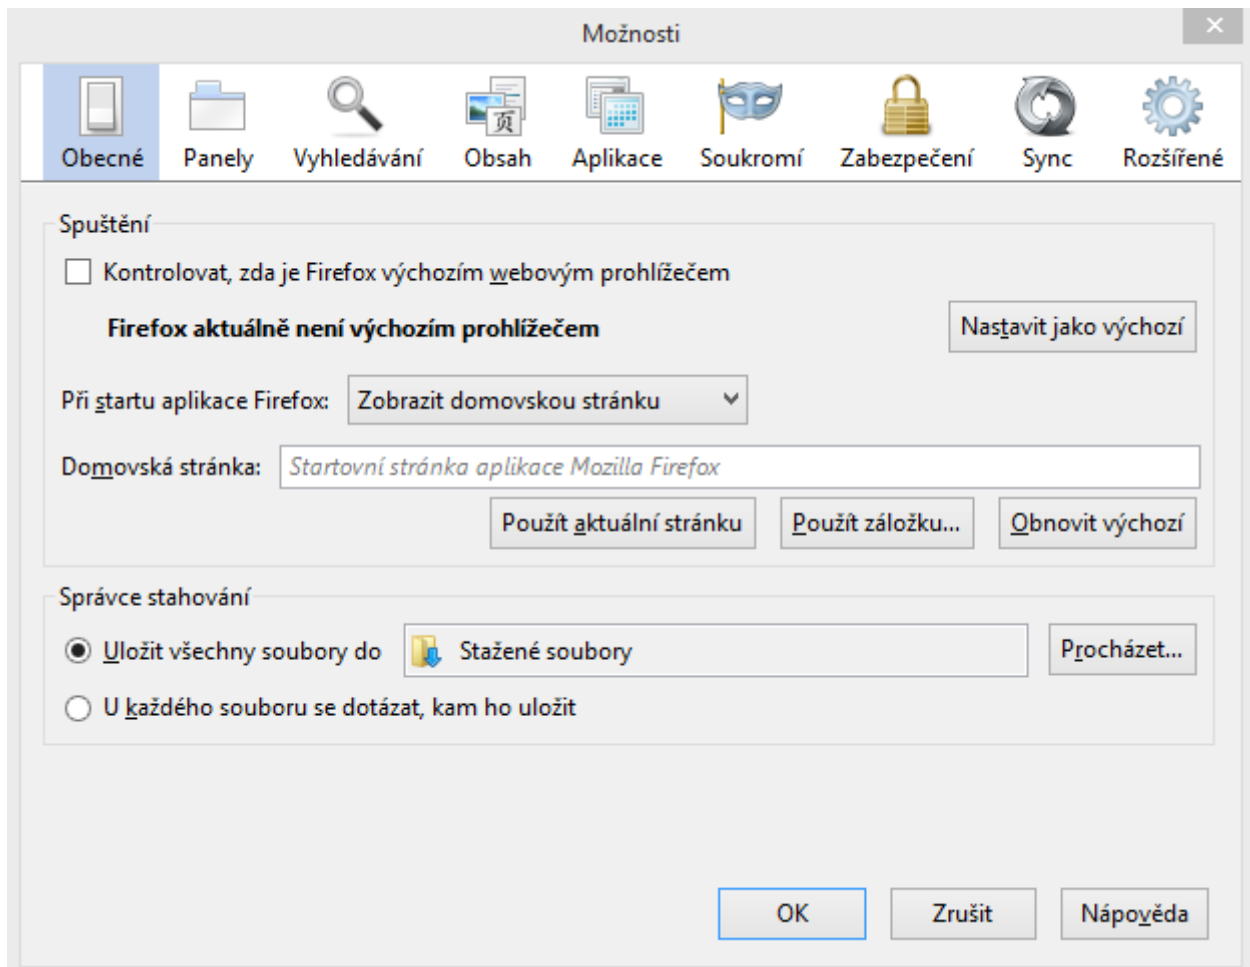 Možnosti
Obecné Panely Vyhledávání Obsah Aplikace Soukromí Zabezpečení Sync Rozšířené
Spuštění
Kontrolovat, zda je Firefox výchozím webovým prohlížečem
Firefox aktuálně není výchozím prohlížečem Nastavit jako výchozí
Při startu aplikace Firefox: Zobrazit domovskou stránku
Domovská stránka: Startovní stránka aplikace Mozilla Firefox
Použít aktuální stránku Použít záložku... Obnovit výchozí
Správce stahování
Uložit všechny soubory do Stažené soubory Procházet...
U každého souboru se dotázat, kam ho uložit
OK Zrušit Nápověda